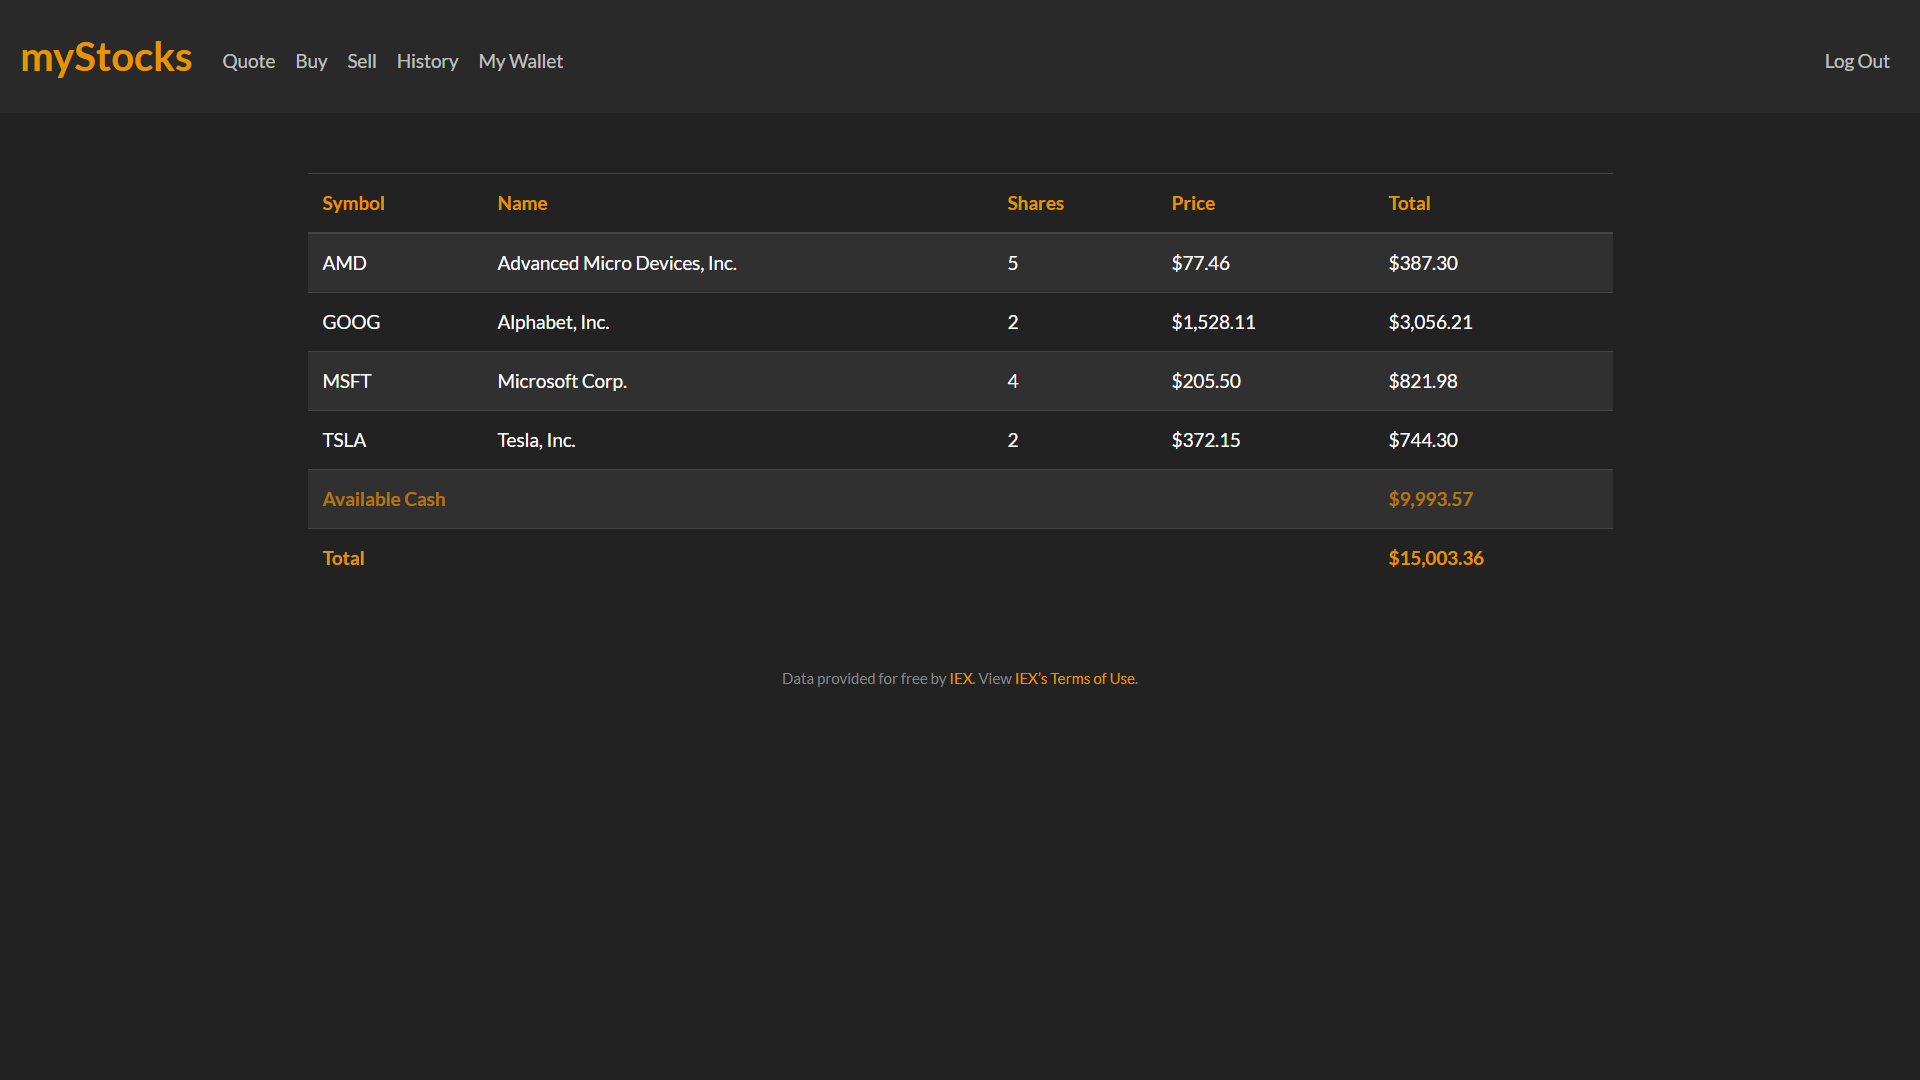 myStocks Quote Buy Sell History My Wallet Log Out
Symbol Name Shares Price Total
AMD Advanced Micro Devices, Inc. 5 $77.46 $387.30
GOOG Alphabet, Inc. 2 $1,528.11 $3,056.21
MSFT Microsoft Corp. 4 $205.50 $821.98
TSLA Tesla, Inc. 2 $372.15 $744.30
Available Cash $9,993.57
Total $15,003.36
Data provided for free by IEX. View IEX's Terms of Use.